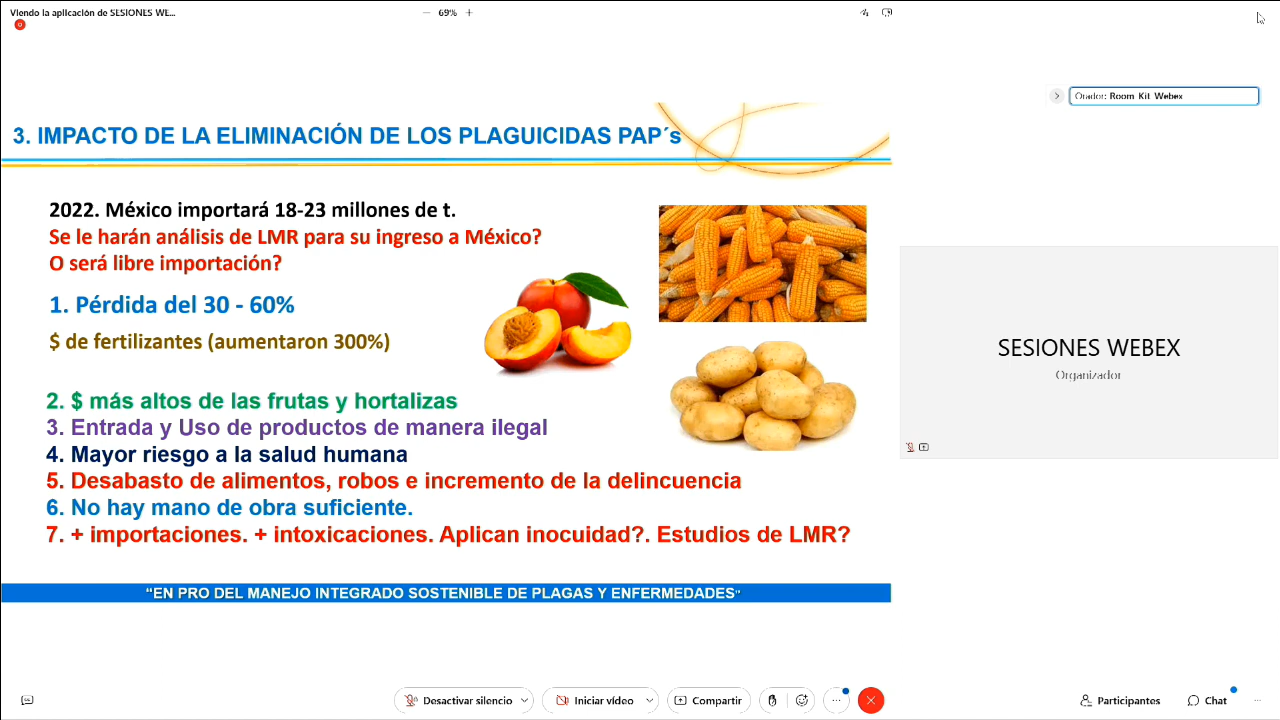 Viendo la aplicación de SESIONES WE...
69%
Orador: Room_Kit_Webex
3. IMPACTO DE LA ELIMINACIÓN DE LOS PLAGUICIDAS PAP´s
2022. México importará 18-23 millones de t.
Se le harán análisis de LMR para su ingreso a México?
O será libre importación?
1. Pérdida del 30 - 60%
$ de fertilizantes (aumentaron 300%)
2. $ más altos de las frutas y hortalizas
3. Entrada y Uso de productos de manera ilegal
4. Mayor riesgo a la salud humana
5. Desabasto de alimentos, robos e incremento de la delincuencia
6. No hay mano de obra suficiente.
7. + importaciones. + intoxicaciones. Aplican inocuidad?. Estudios de LMR?
“EN PRO DEL MANEJO INTEGRADO SOSTENIBLE DE PLAGAS Y ENFERMEDADES”
SESIONES WEBEX
Organizador
Desactivar silencio
Iniciar vídeo
Compartir
Participantes
Chat